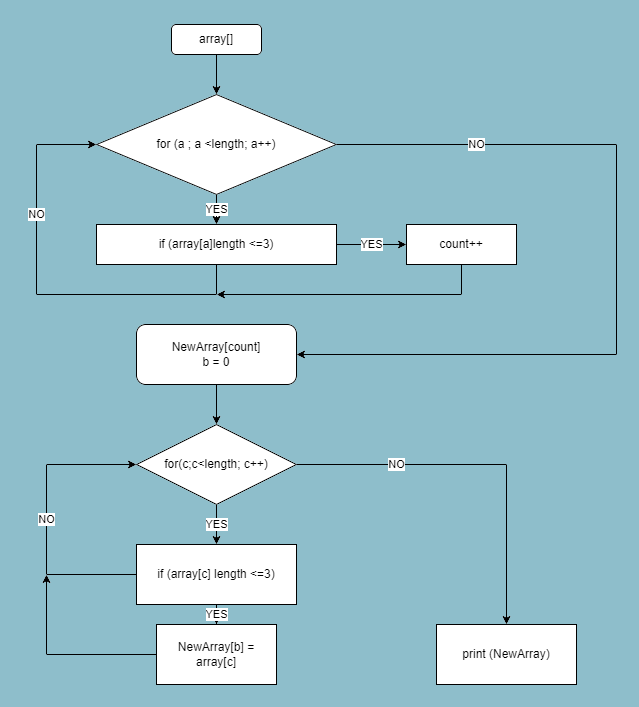 array[]
for (a ; a <length; a++)
NO
YES
NO
if (array[a]length <=3)
YES
count++
NewArray[count]
b = 0
for(c;c<length; c++)
NO
NO
YES
if (array[c] length <=3)
YES
NewArray[b] =
array[c]
print (NewArray)